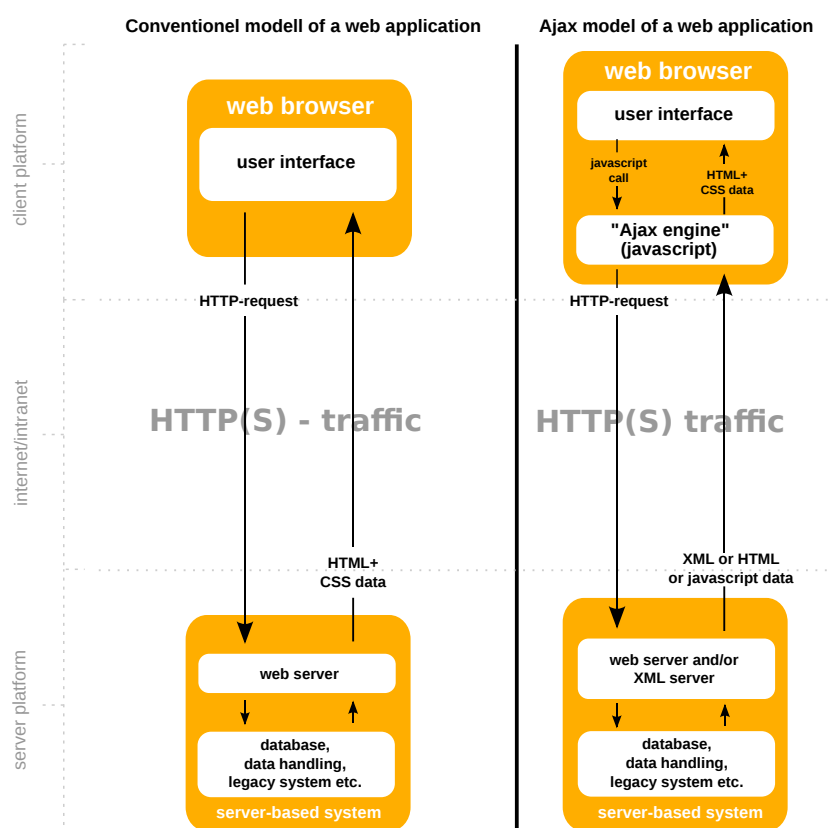 Conventionel modell of a web application
Ajax model of a web application
client platform
internet/intranet
server platform
web browser
user interface
HTTP-request
HTTP(S) - traffic
HTML+
CSS data
web server
database,
data handling,
legacy system etc.
server-based system
web browser
user interface
javascript
call
HTML+
CSS data
"Ajax engine"
(javascript)
HTTP-request
HTTP(S) traffic
XML or HTML
or javascript data
web server and/or
XML server
database,
data handling,
legacy system etc.
server-based system